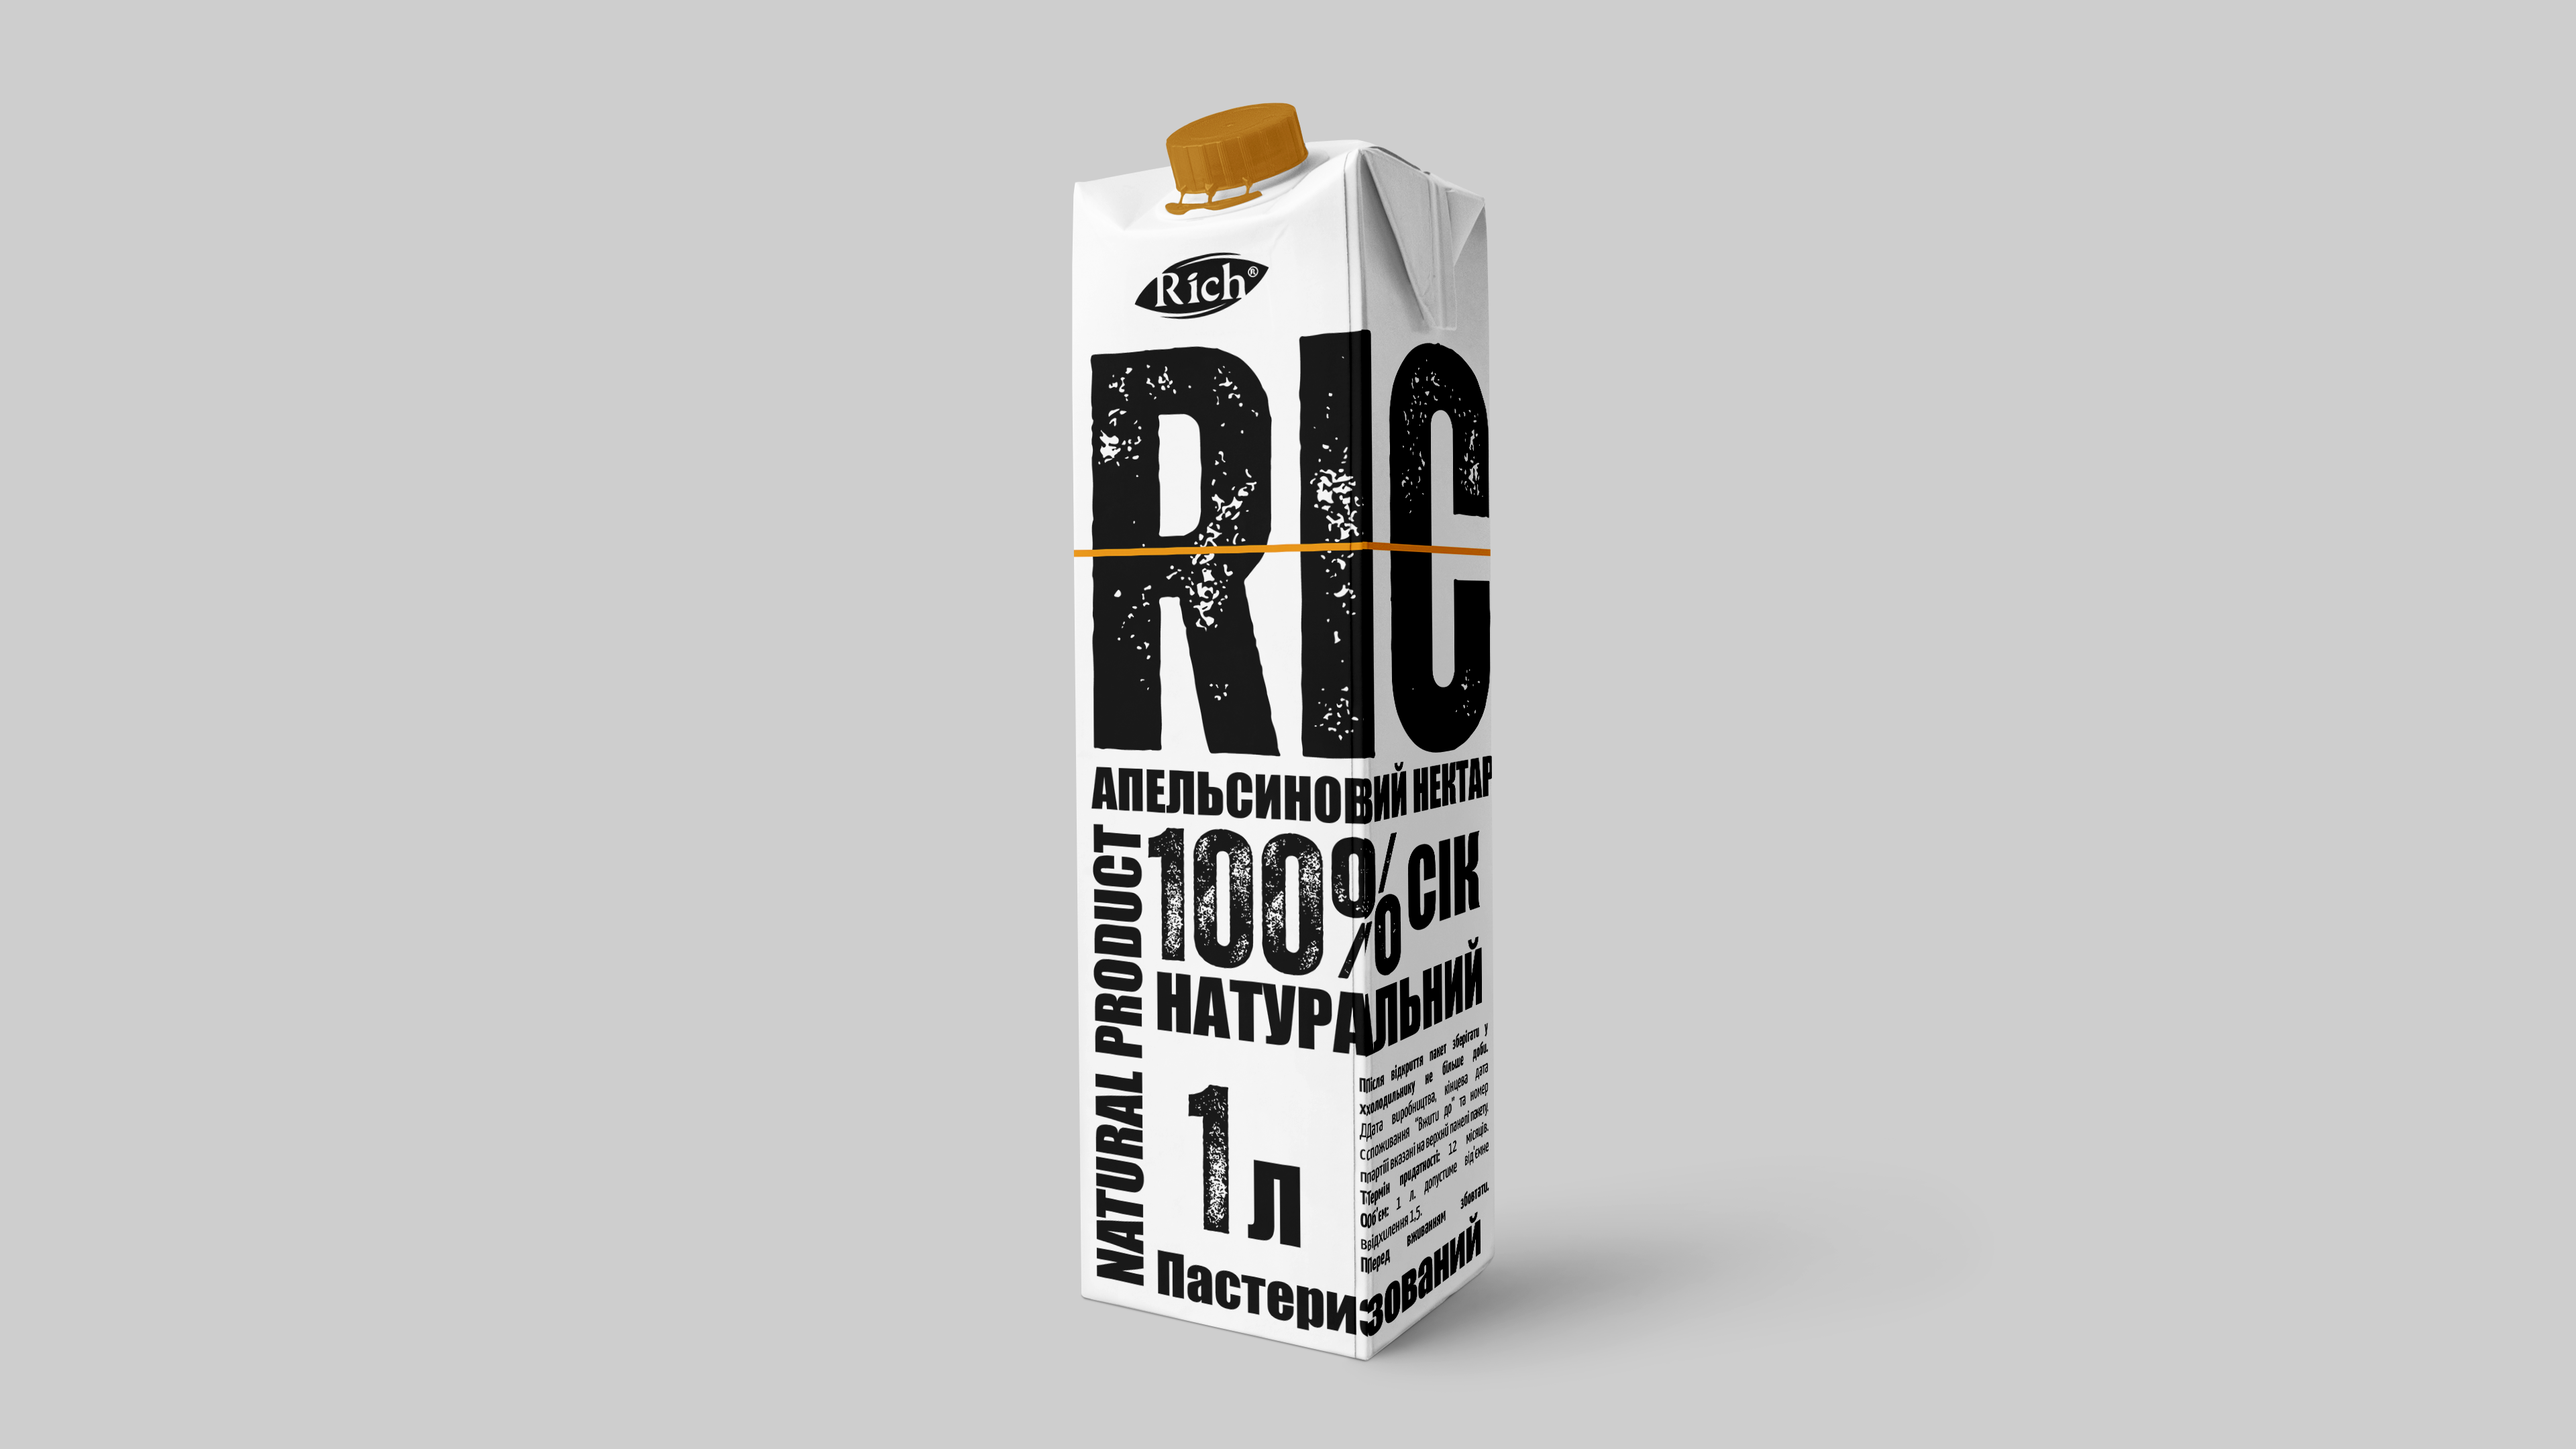 Rich®
RIC
АПЕЛЬСИНОВИЙ НЕКТАР
NATURAL PRODUCT
100% СІК
НАТУРАЛЬНИЙ
Після відкриття пакет зберігати у
холодильнику не більше доби.
Дата виробництва, кінцева дата
споживання "Вжити до" та номер
партії вказані на верхній панелі пакету.
Термін придатності: 12 місяців.
Об'єм: 1 л. допустиме від'ємне
відхилення 1,5.
Перед вживанням збовтати.
1 л
Пастеризований